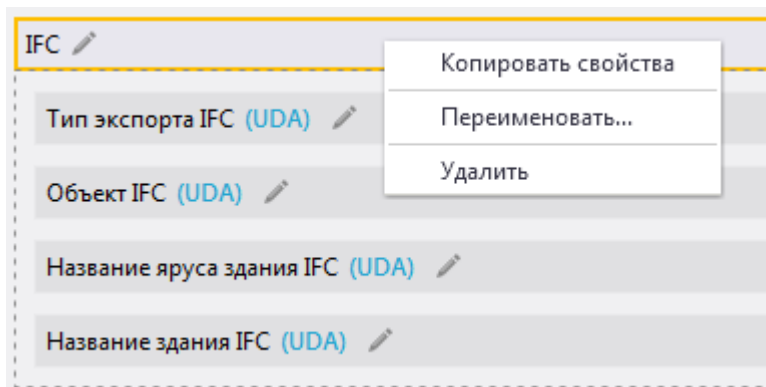 IFC
Копировать свойства
Тип экспорта IFC (UDA)
Переименовать...
Объект IFC (UDA)
Удалить
Название яруса здания IFC (UDA)
Название здания IFC (UDA)